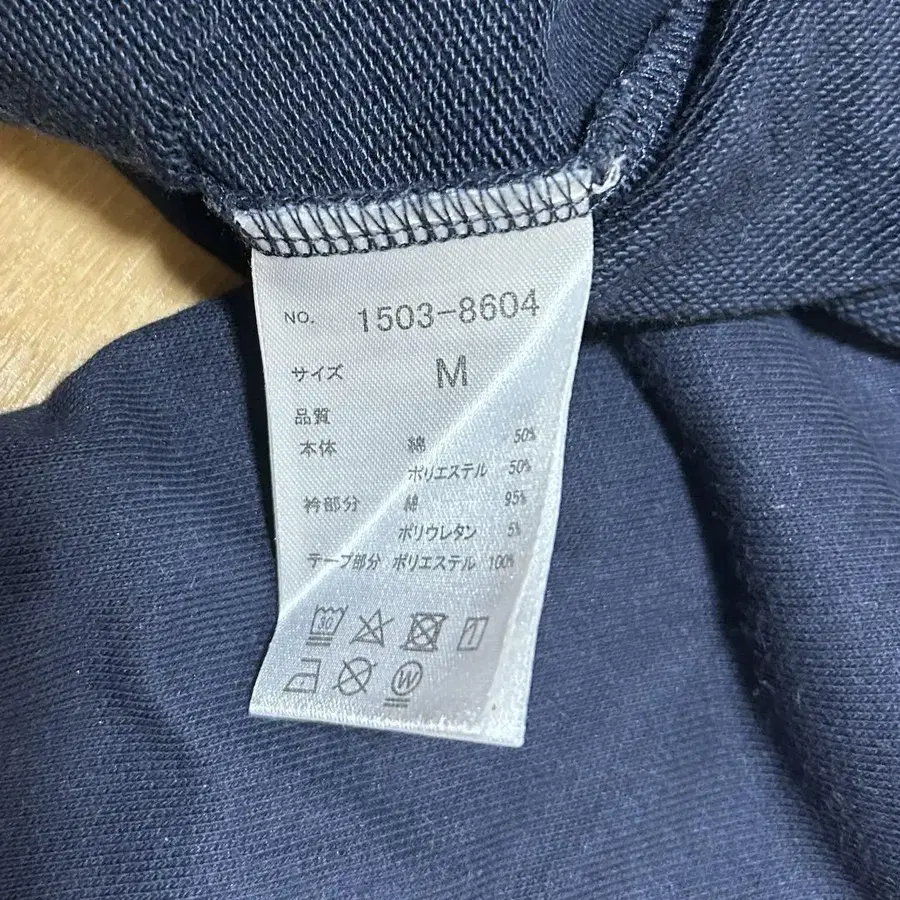 NO. 1503-8604
サイズ M
品質
本体 綿 50%
ポリエステル 50%
衿部分 綿 95%
ポリウレタン 5%
テープ部分 ポリエステル 100%
30
W